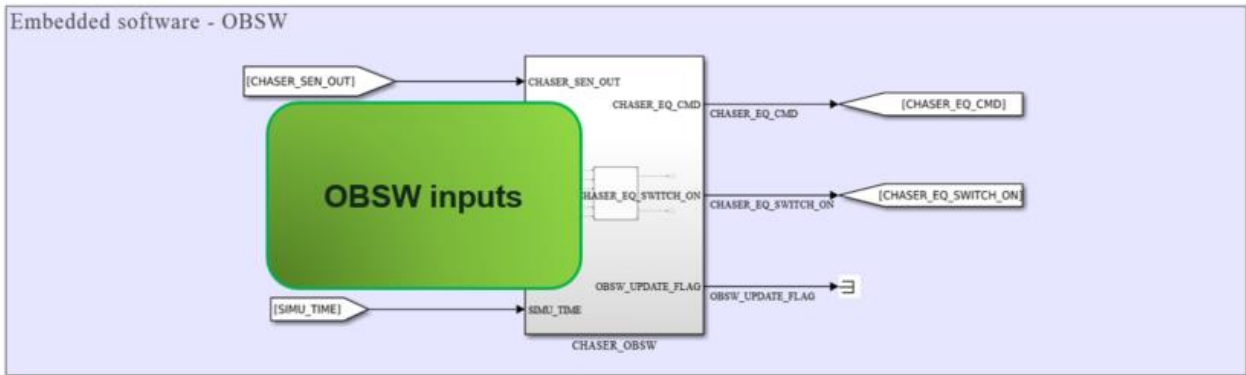 Embedded software - OBSW
[CHASER_SEN_OUT]
CHASER_SEN_OUT
CHASER_EQ_CMD
CHASER_EQ_CMD
[CHASER_EQ_CMD]
OBSW inputs
HASER_EQ_SWITCH_ON
CHASER_EQ_SWITCH_ON
[CHASER_EQ_SWITCH_ON]
OBSW_UPDATE_FLAG
OBSW_UPDATE_FLAG
[SIMU_TIME]
SIMU_TIME
CHASER_OBSW